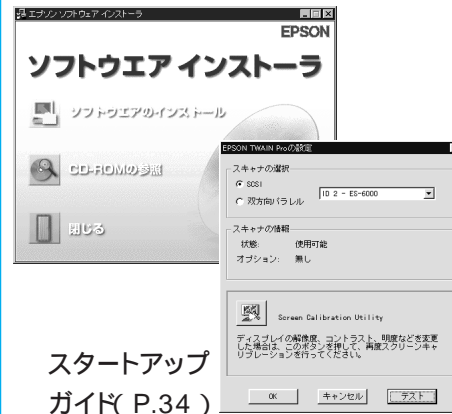 エプソン ソフトウエア インストーラ
EPSON
ソフトウエア インストーラ
ソフトウエアのインストール
CD-ROMの参照
閉じる
EPSON TWAIN Proの設定
スキャナの選択
SCSI
双方向パラレル
ID 2 - ES-6000
スキャナの情報
状態: 使用可能
オプション: 無し
Screen Calibration Utility
ディスプレイの解像度、コントラスト、明度などを変更
した場合は、このボタンを押して、再度スクリーンキャ
リブレーションを行ってください。
OK キャンセル テスト
スタートアップ
ガイド( P.34 )